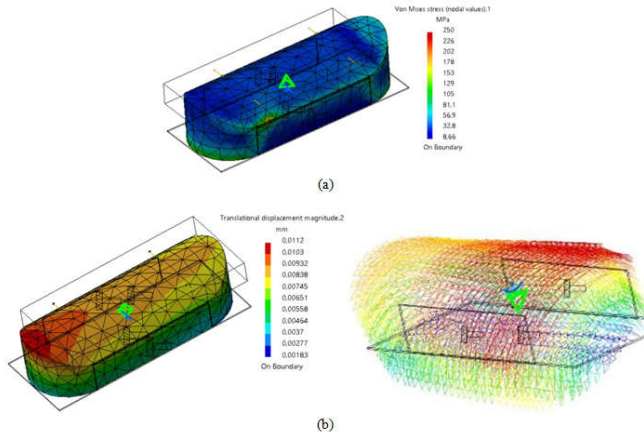 Von Mises stress (nodal values).1
MPa
250
226
202
178
153
129
105
81.1
56.9
32.8
8.66
On Boundary
(a)
Translational displacement magnitude.2
mm
0,0112
0,0103
0,00932
0,00838
0,00745
0,00651
0,00558
0,00464
0,0037
0,00277
0,00183
On Boundary
(b)